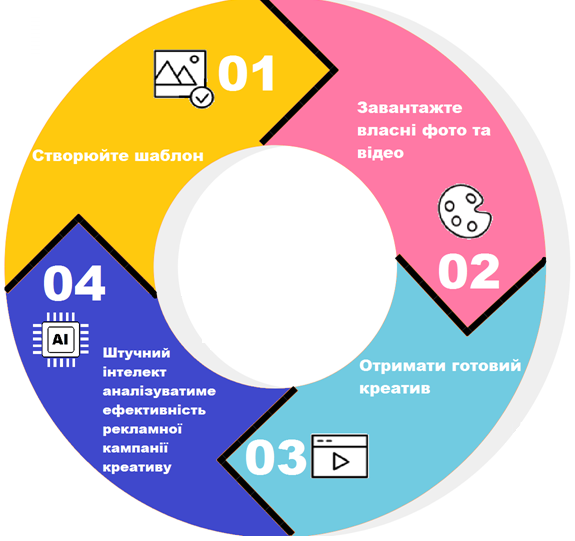 01
Створюйте шаблон
Завантажте
власні фото та
відео
02
Отримати готовий
креатив
03
04
AI
Штучний
інтелект
аналізуватиме
ефективність
рекламної
кампанії
креативу